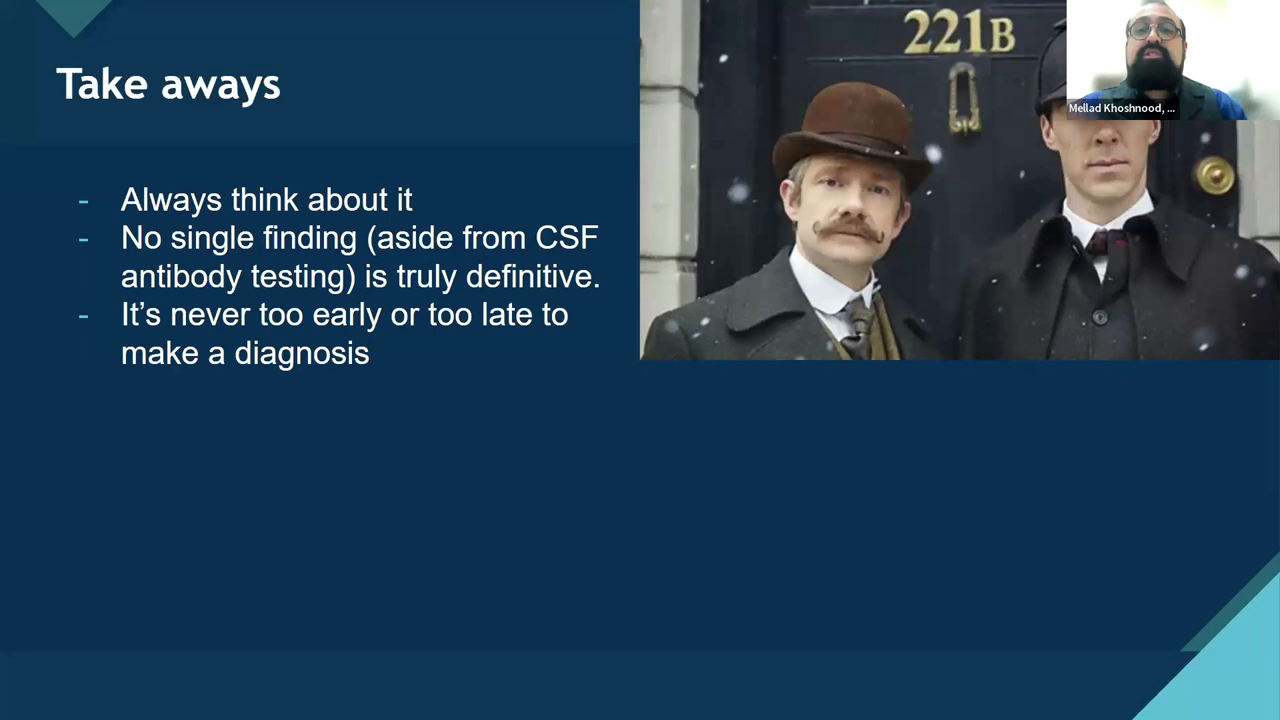 Take aways
221B
Mellad Khoshnood, ...
- Always think about it
- No single finding (aside from CSF
antibody testing) is truly definitive.
- It’s never too early or too late to
make a diagnosis